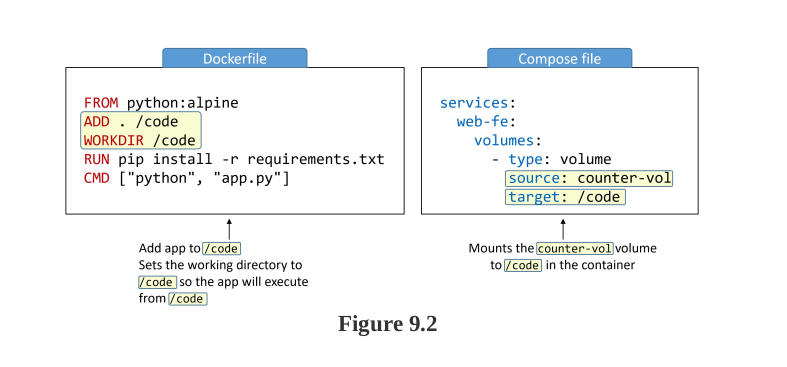 Dockerfile
FROM python:alpine
ADD . /code
WORKDIR /code
RUN pip install -r requirements.txt
CMD ["python", "app.py"]
Add app to /code
Sets the working directory to
/code so the app will execute
from /code
Compose file
services:
web-fe:
volumes:
- type: volume
source: counter-vol
target: /code
Mounts the counter-vol volume
to /code in the container
Figure 9.2